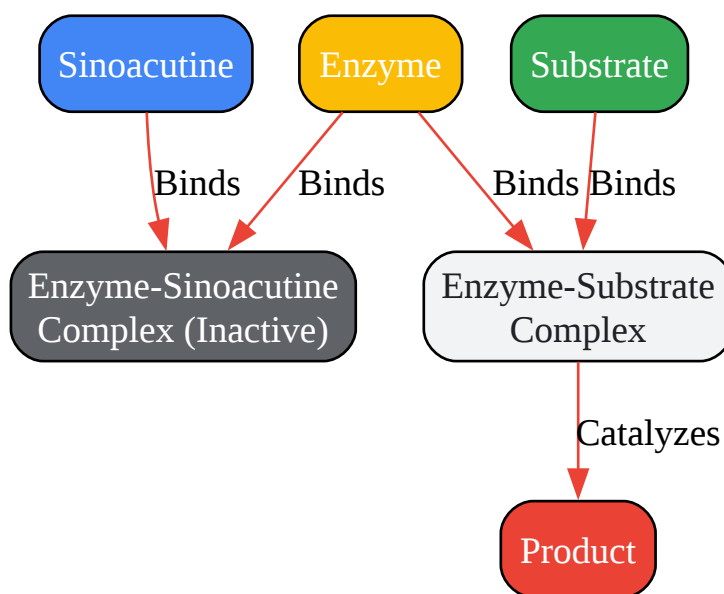 Sinoacutine
Enzyme
Substrate
Binds
Binds
Binds
Binds
Enzyme-Sinoacutine
Complex (Inactive)
Enzyme-Substrate
Complex
Catalyzes
Product